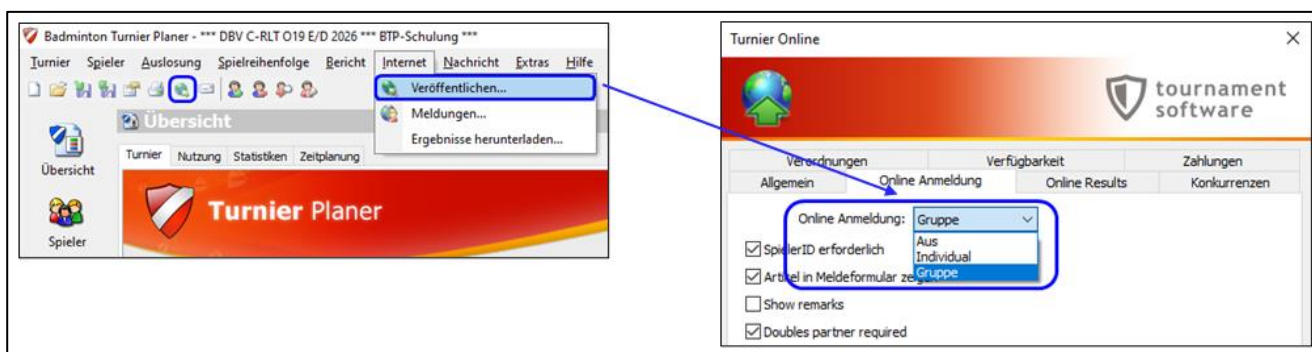 Badminton Turnier Planer - *** DBV C-RLT O19 E/D 2026 *** BTP-Schulung ***
Turnier Spieler Auslosung Spielreihenfolge Bericht Internet Nachricht Extras Hilfe
Veröffentlichen...
Meldungen...
Ergebnisse herunterladen...
Übersicht
Turnier Nutzung Statistiken Zeitplanung
Übersicht
Turnier Planer
Spieler
Turnier Online
tournament
software
Verordnungen Verfügbarkeit Zahlungen
Allgemein Online Anmeldung Online Results Konkurrenzen
Online Anmeldung: Gruppe
Aus
Individual
Gruppe
SpielerID erforderlich
Artikel in Meldeformular
Show remarks
Doubles partner required